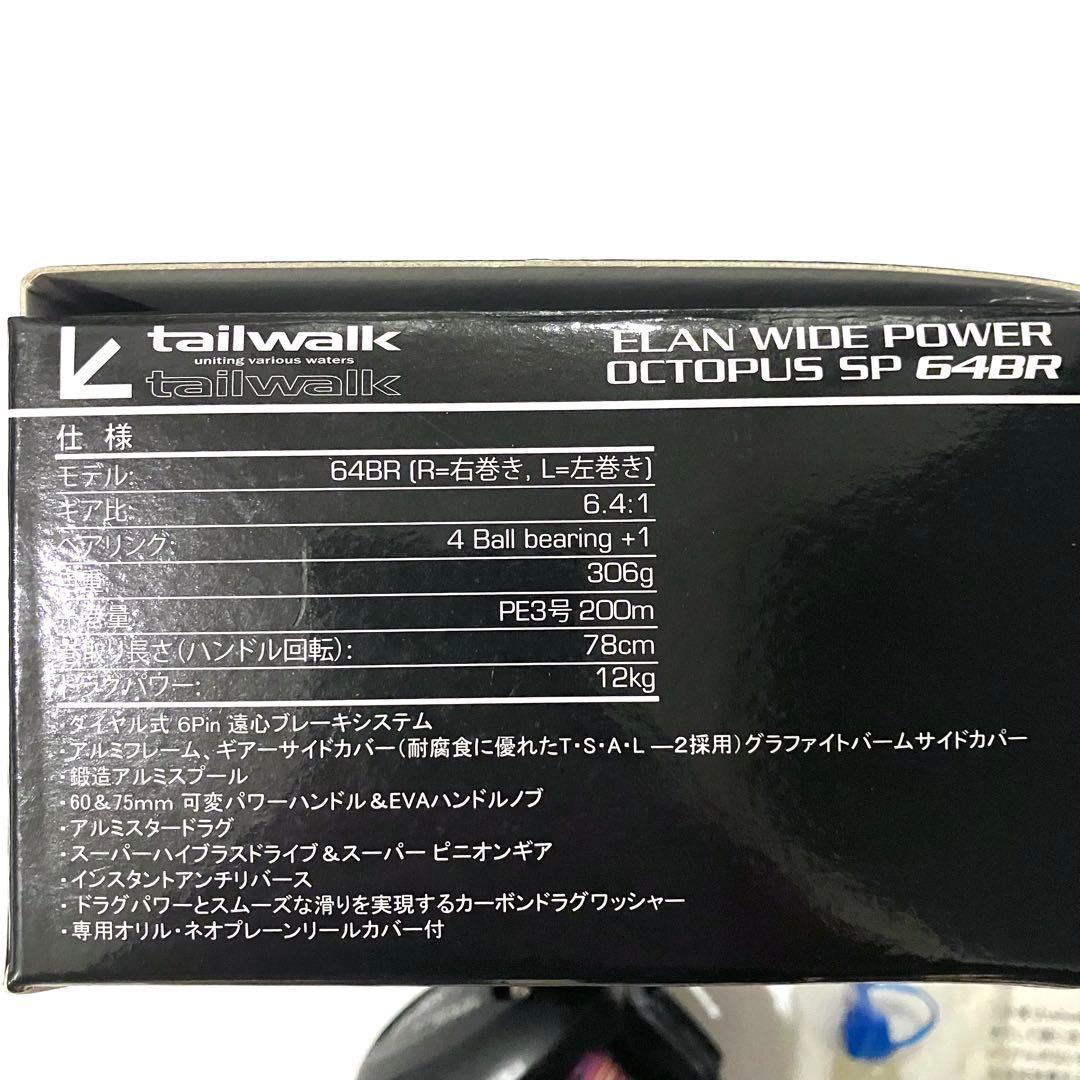 tailwalk
uniting various waters
tailwalk
ELAN WIDE POWER
OCTOPUS SP 64BR
仕 様
モデル: 64BR (R=右巻き, L=左巻き)
ギア比: 6.4:1
ベアリング: 4 Ball bearing +1
306g
糸巻量 PE3号 200m
巻取り長さ(ハンドル回転): 78cm
ドラグパワー: 12kg
・ダイヤル式 6Pin 遠心ブレーキシステム
・アルミフレーム、ギアーサイドカバー(耐腐食に優れたT・S・A・L —2採用)グラファイトパームサイドカバー
・鍛造アルミスプール
・60&75mm 可変パワーハンドル&EVAハンドルノブ
・アルミスタードラグ
・スーパーハイブラスドライブ&スーパー ピニオンギア
・インスタントアンチリバース
・ドラグパワーとスムーズな滑りを実現するカーボンドラグワッシャー
・専用オリル・ネオプレーンリールカバー付